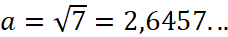 a = √7 = 2,6457…